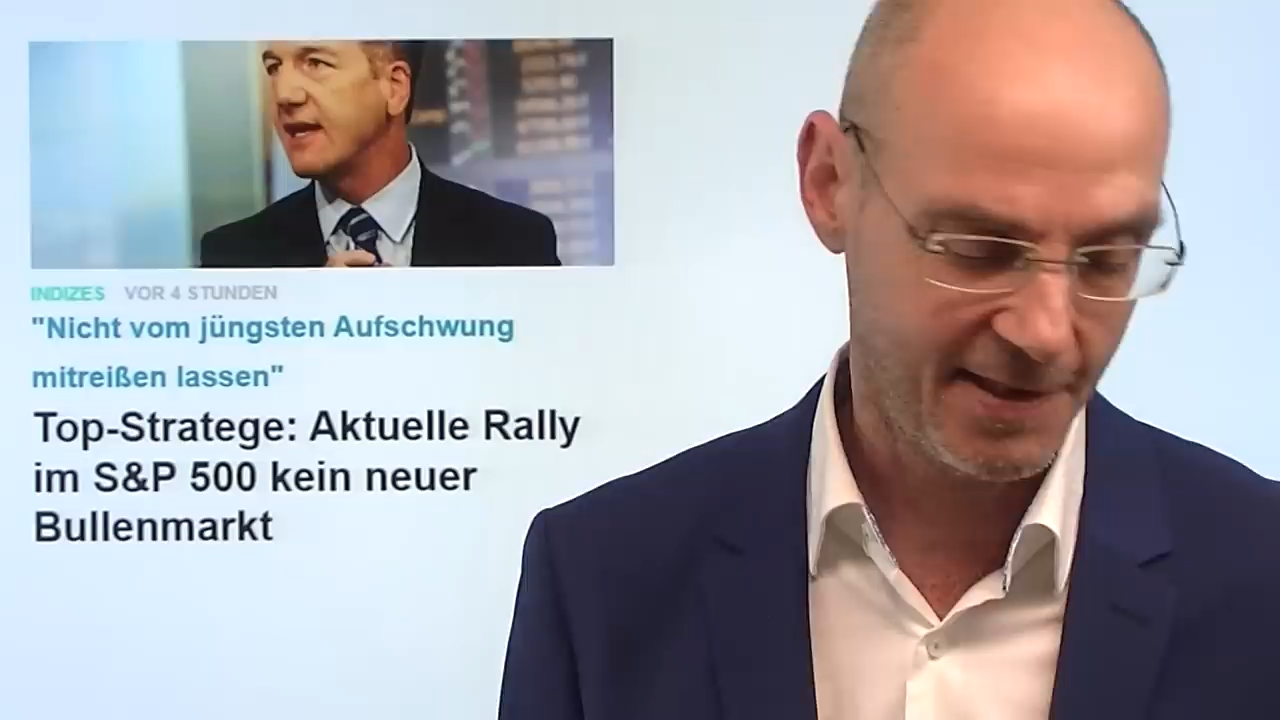 INDIZES VOR 4 STUNDEN
"Nicht vom jüngsten Aufschwung
mitreißen lassen"
Top-Stratege: Aktuelle Rally
im S&P 500 kein neuer
Bullenmarkt